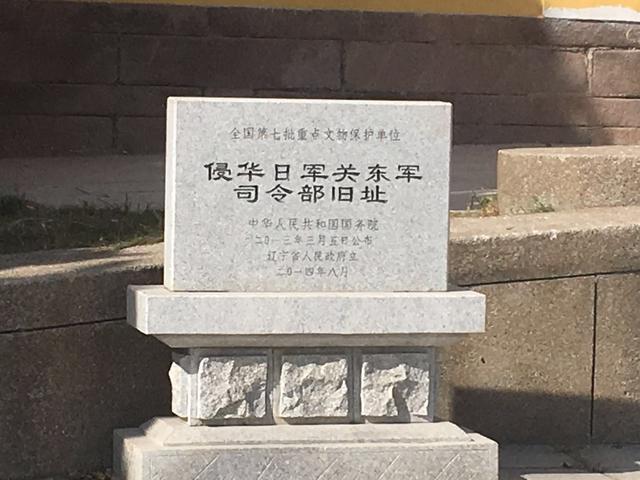 全国第七批重点文物保护单位
侵华日军关东军
司令部旧址
中华人民共和国国务院
二〇一三年三月五日公布
辽宁省人民政府立
二〇一四年八月